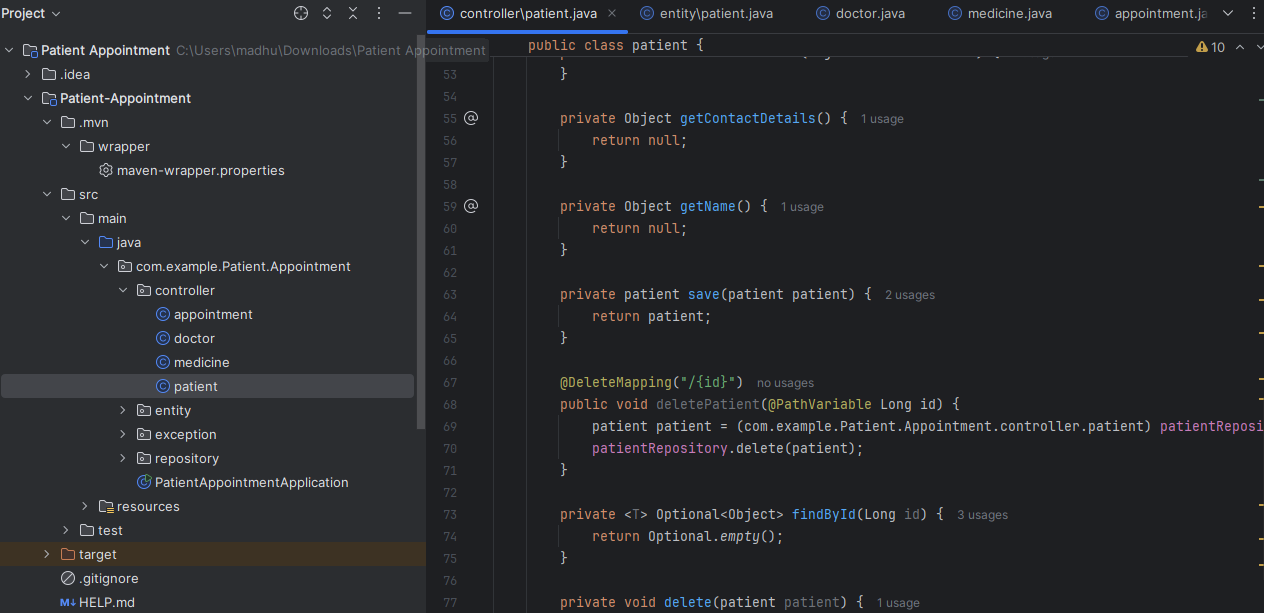 Project
Patient Appointment C:\Users\madhu\Downloads\Patient Appointment
.idea
Patient-Appointment
.mvn
wrapper
maven-wrapper.properties
src
main
java
com.example.Patient.Appointment
controller
appointment
doctor
medicine
patient
entity
exception
repository
PatientAppointmentApplication
resources
test
target
.gitignore
M↓ HELP.md
controller\patient.java entity\patient.java doctor.java medicine.java appointment.ja
public class patient {
10
53 }
54
55 @ private Object getContactDetails() { 1 usage
56 return null;
57 }
58
59 @ private Object getName() { 1 usage
60 return null;
61 }
62
63 private patient save(patient patient) { 2 usages
64 return patient;
65 }
66
67 @DeleteMapping("/{id}") no usages
68 public void deletePatient(@PathVariable Long id) {
69 patient patient = (com.example.Patient.Appointment.controller.patient) patientReposi
70 patientRepository.delete(patient);
71 }
72
73 private <T> Optional<Object> findById(Long id) { 3 usages
74 return Optional.empty();
75 }
76
77 private void delete(patient patient) { 1 usage